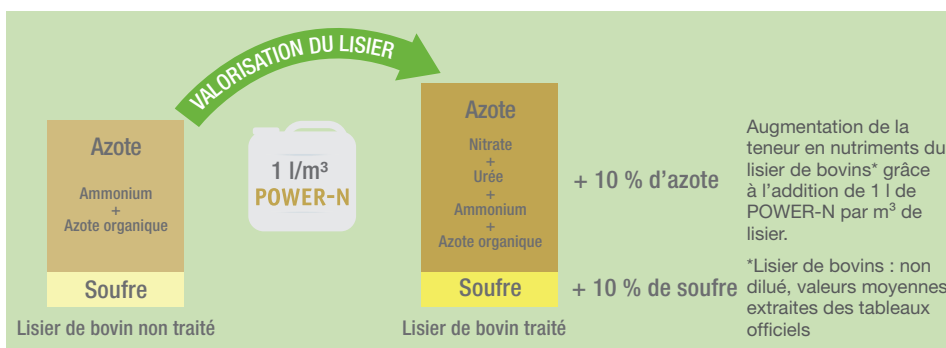 VALORISATION DU LISIER
Azote
Ammonium
+
Azote organique
Soufre
Lisier de bovin non traité
1 l/m³
POWER-N
Azote
Nitrate
+
Urée
+
Ammonium
+
Azote organique
Soufre
Lisier de bovin traité
+ 10 % d’azote
+ 10 % de soufre
Augmentation de la
teneur en nutriments du
lisier de bovins* grâce
à l’addition de 1 l de
POWER-N par m³ de
lisier.
*Lisier de bovins : non
dilué, valeurs moyennes
extraites des tableaux
officiels